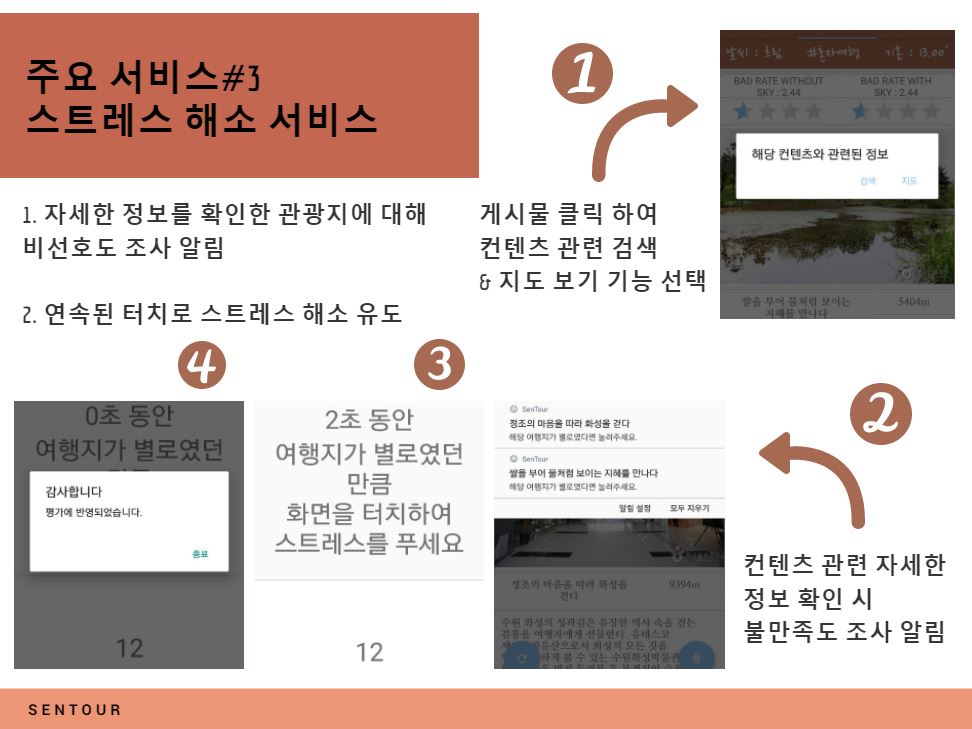 주요 서비스#3
스트레스 해소 서비스
1. 자세한 정보를 확인한 관광지에 대해
비선호도 조사 알림
2. 연속된 터치로 스트레스 해소 유도
1
게시물 클릭 하여
컨텐츠 관련 검색
& 지도 보기 기능 선택
날씨 : 흐림 #혼자여행 기온 : 13.00°
BAD RATE WITHOUT
SKY : 2.44
BAD RATE WITH
SKY : 2.44
해당 컨텐츠와 관련된 정보
검색 지도
쌀을 부어 물처럼 보이는
지혜를 만나다
5404m
4
0초 동안
여행지가 별로였던
감사합니다
평가에 반영되었습니다.
종료
12
3
2초 동안
여행지가 별로였던
만큼
화면을 터치하여
스트레스를 푸세요
12
SenTour
정조의 마음을 따라 화성을 걷다
해당 여행지가 별로였다면 눌러주세요.
SenTour
쌀을 부어 물처럼 보이는 지혜를 만나다
해당 여행지가 별로였다면 눌러주세요.
알림 설정 모두 지우기
정조의 마음을 따라 화성을
걷다
9394m
수원 화성의 성곽길은 웅장한 역사 속을 걷는
감흥을 여행자에게 선물한다. 유네스코
#
2
컨텐츠 관련 자세한
정보 확인 시
불만족도 조사 알림
SENTOUR